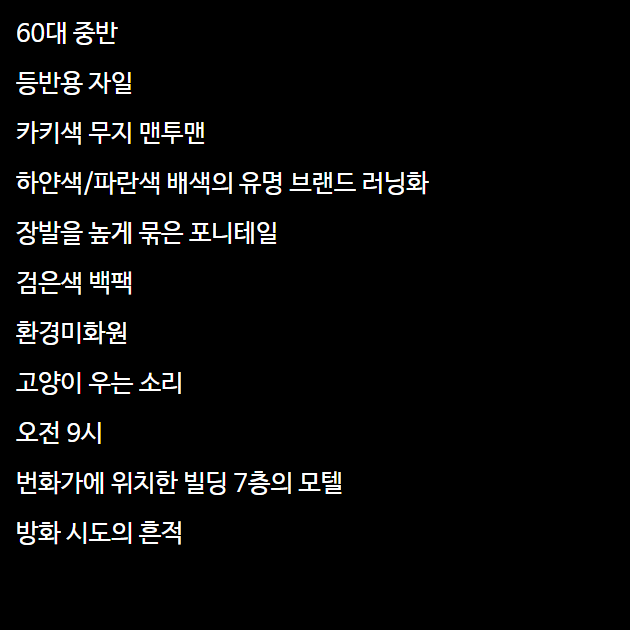 60대 중반
등반용 자일
카키색 무지 맨투맨
하얀색/파란색 배색의 유명 브랜드 러닝화
장발을 높게 묶은 포니테일
검은색 백팩
환경미화원
고양이 우는 소리
오전 9시
번화가에 위치한 빌딩 7층의 모텔
방화 시도의 흔적